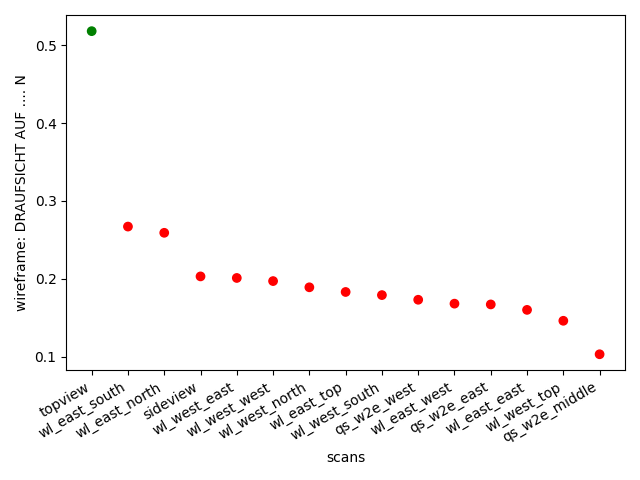 wireframe: DRAUFSICHT AUF .... N
0.5
0.4
0.3
0.2
0.1
topview
wl_east_south
wl_east_north
sideview
wl_west_east
wl_west_west
wl_west_north
wl_east_top
wl_west_south
qs_w2e_west
wl_east_west
qs_w2e_east
wl_east_east
wl_west_top
qs_w2e_middle
scans